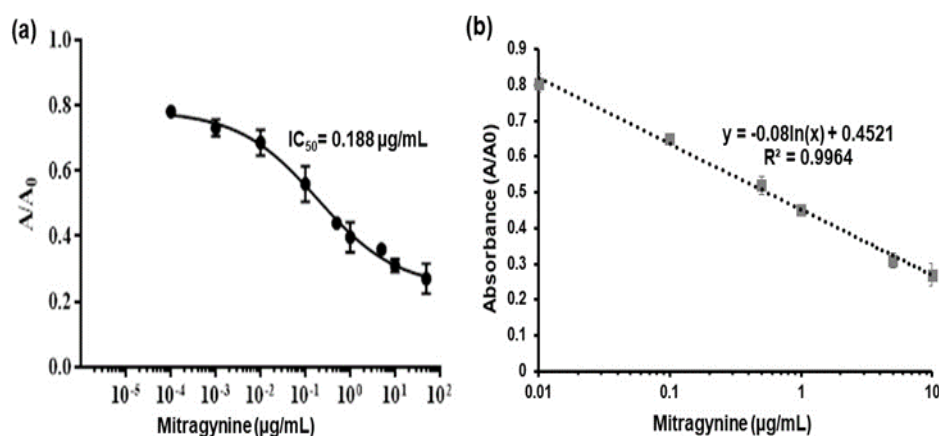 (a)
1.0
0.8
0.6
0.4
0.2
0.0
A/A₀
IC₅₀= 0.188 µg/mL
10⁻⁵ 10⁻⁴ 10⁻³ 10⁻² 10⁻¹ 10⁰ 10¹ 10²
Mitragynine (µg/mL)
(b)
0.9
0.8
0.7
0.6
0.5
0.4
0.3
0.2
0.1
0
Absorbance (A/A0)
y = -0.08ln(x) + 0.4521
R² = 0.9964
0.01 0.1 1 10
Mitragynine (µg/mL)